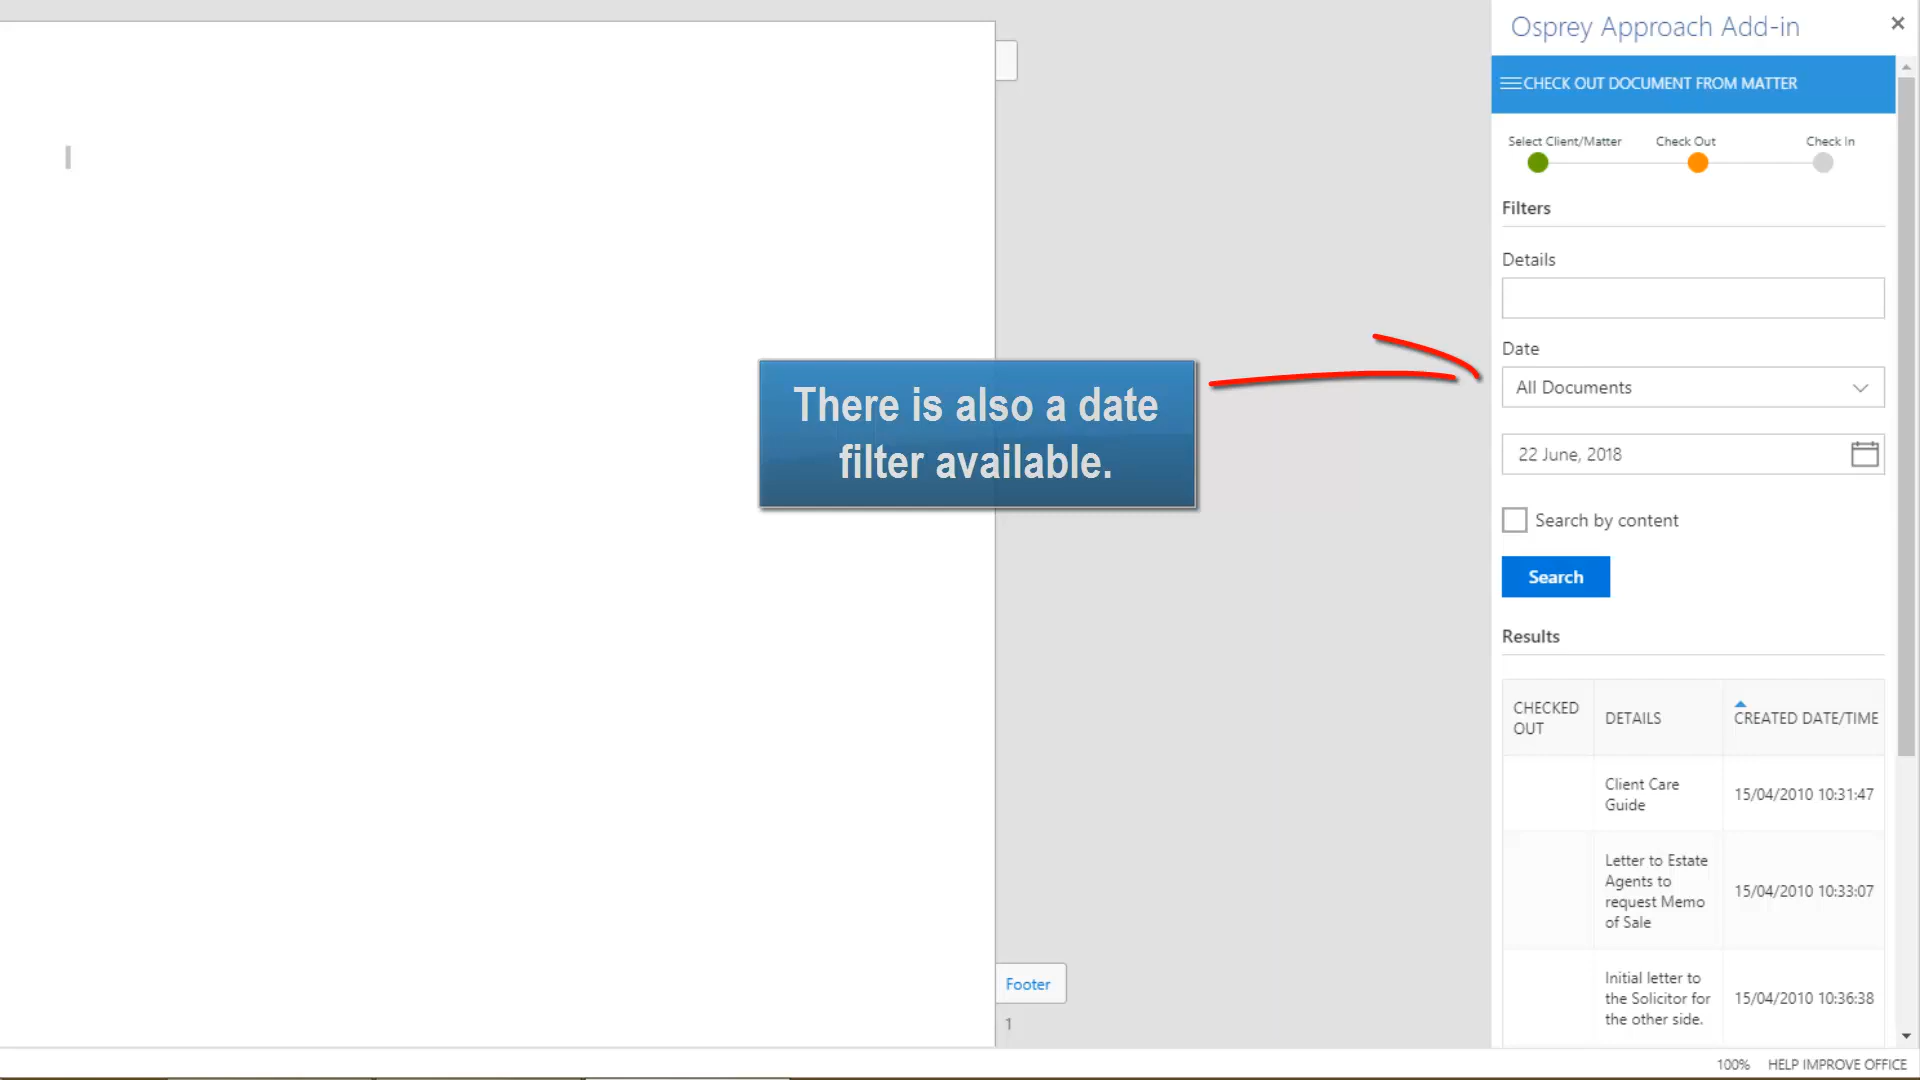 Osprey Approach Add-in
CHECK OUT DOCUMENT FROM MATTER
Select Client/Matter
Check Out
Check In
Filters
Details
Date
All Documents
22 June, 2018
Search by content
Search
Results
CHECKED
OUT
DETAILS
CREATED DATE/TIME
Client Care
Guide
15/04/2010 10:31:47
Letter to Estate
Agents to
request Memo
of Sale
15/04/2010 10:33:07
Initial letter to
the Solicitor for
the other side.
15/04/2010 10:36:38
There is also a date
filter available.
Footer
1
100%
HELP IMPROVE OFFICE